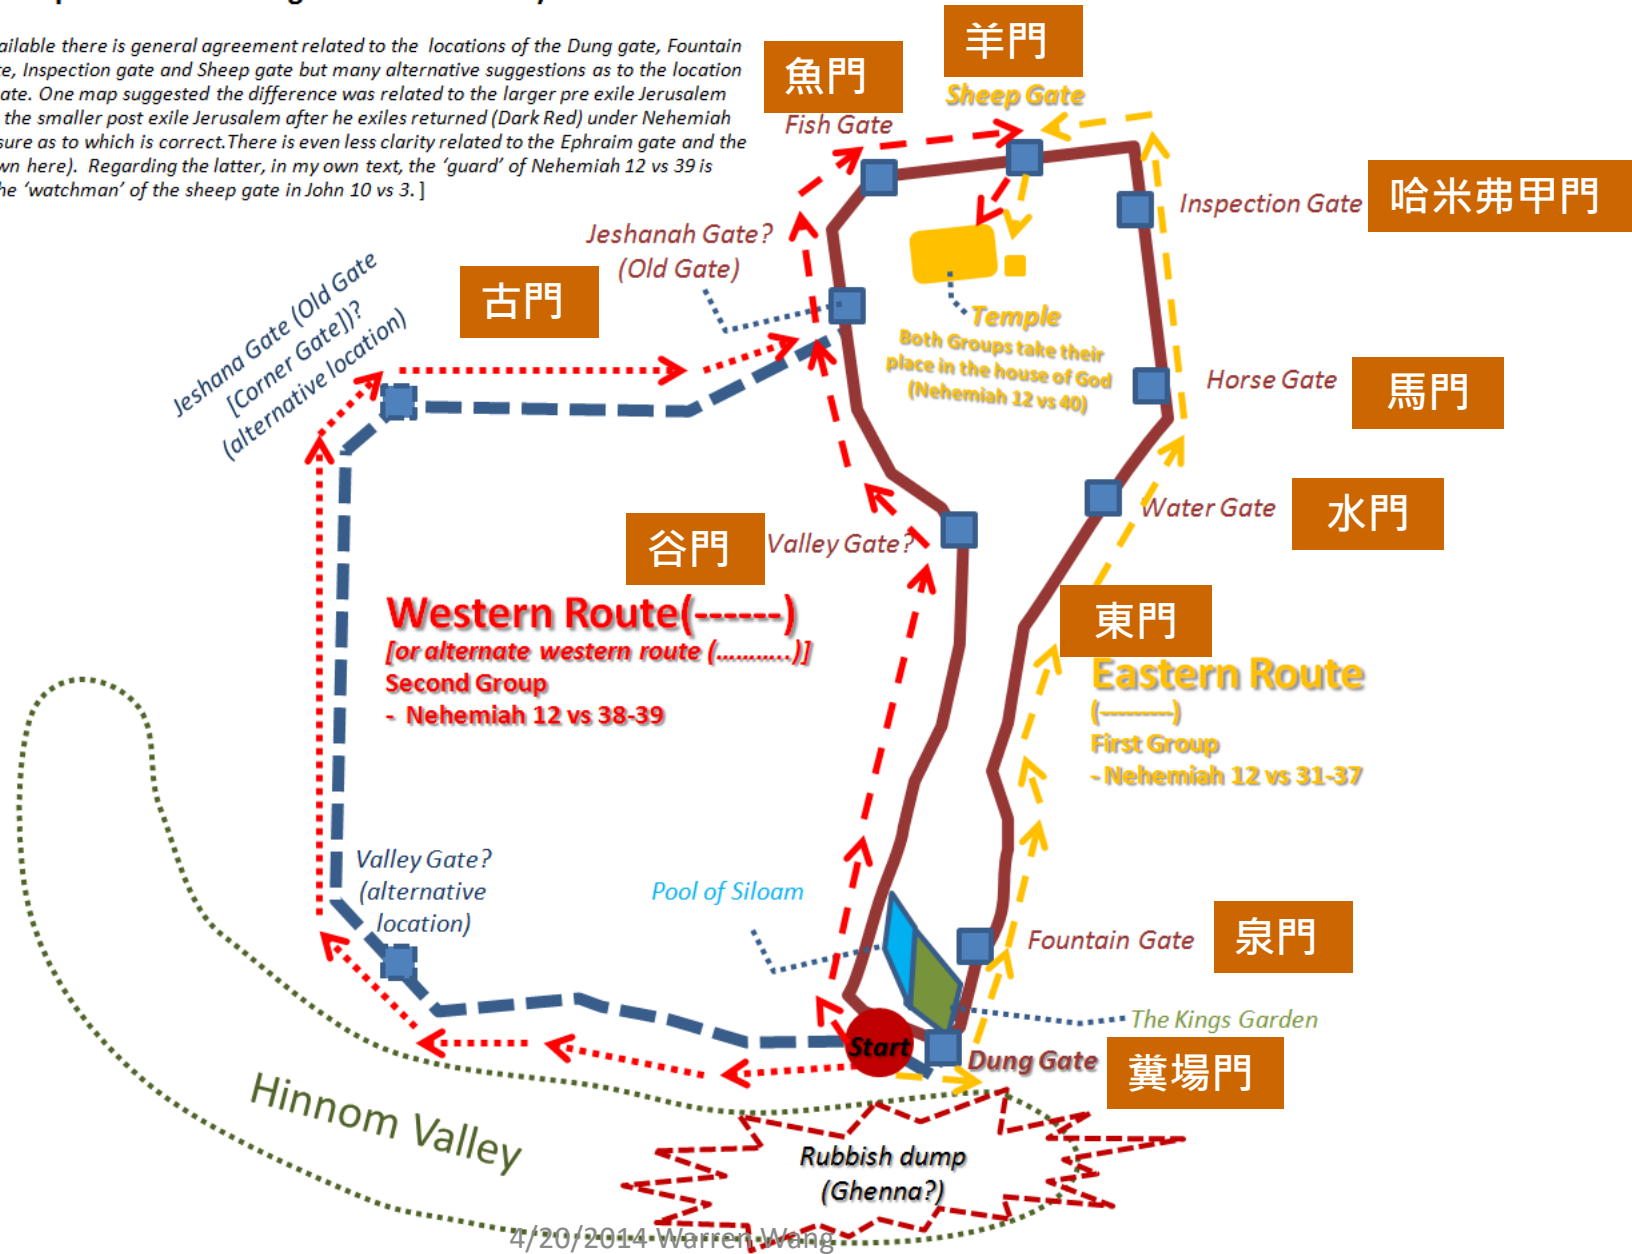 ailable there is general agreement related to the locations of the Dung gate, Fountain
te, Inspection gate and Sheep gate but many alternative suggestions as to the location
ate. One map suggested the difference was related to the larger pre exile Jerusalem
the smaller post exile Jerusalem after he exiles returned (Dark Red) under Nehemiah
sure as to which is correct.There is even less clarity related to the Ephraim gate and the
wn here). Regarding the latter, in my own text, the ‘guard’ of Nehemiah 12 vs 39 is
he ‘watchman’ of the sheep gate in John 10 vs 3. ]
羊門
Sheep Gate
魚門
Fish Gate
Inspection Gate
哈米弗甲門
Jeshanah Gate?
(Old Gate)
古門
Jeshana Gate (Old Gate
[Corner Gate])?
(alternative location)
Temple
Both Groups take their
place in the house of God
(Nehemiah 12 vs 40)
Horse Gate
馬門
Water Gate
水門
谷門
Valley Gate?
Western Route(------)
[or alternate western route (...........)]
Second Group
- Nehemiah 12 vs 38-39
東門
Eastern Route
(----------)
First Group
- Nehemiah 12 vs 31-37
Valley Gate?
(alternative
location)
Pool of Siloam
Fountain Gate
泉門
The Kings Garden
Start
Dung Gate
糞場門
Hinnom Valley
Rubbish dump
(Ghenna?)
4/20/2014 Warren Wang